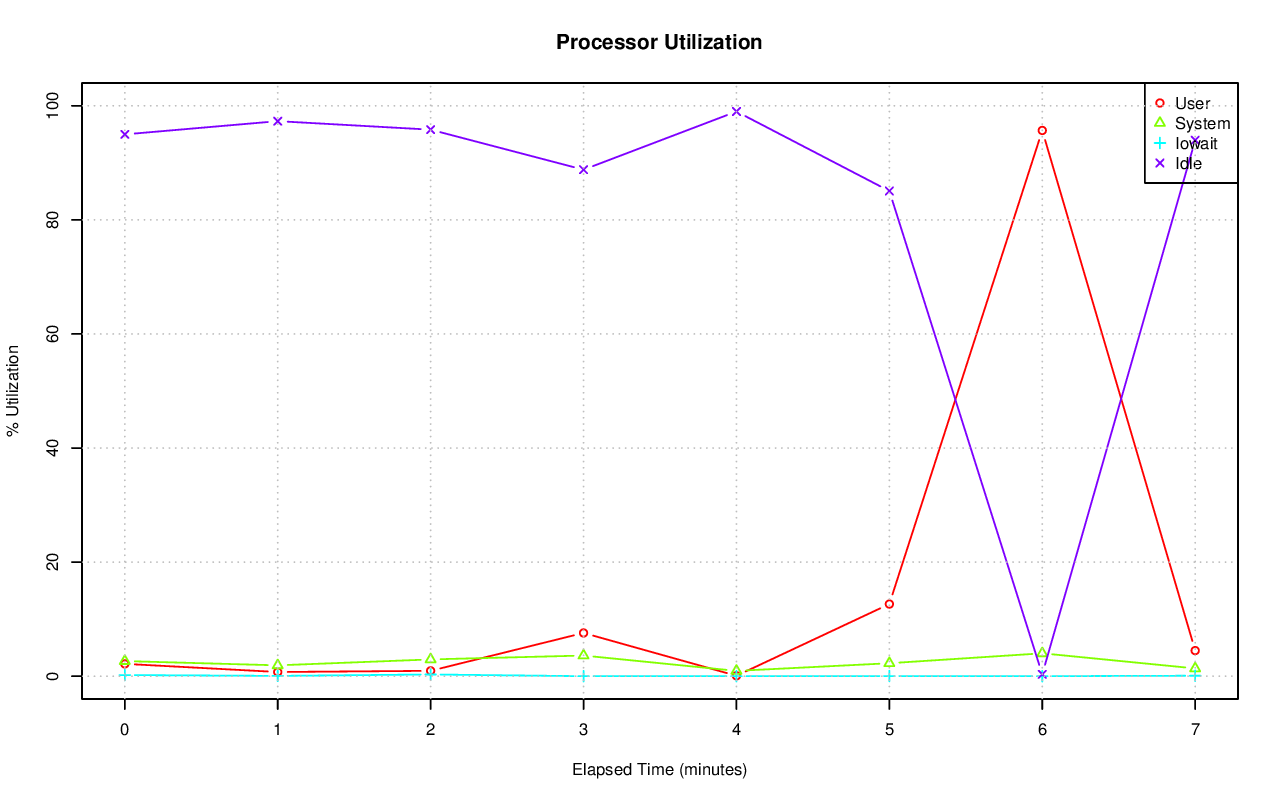 Processor Utilization
User
System
Iowait
Idle
% Utilization
100
80
60
40
20
0
0 1 2 3 4 5 6 7
Elapsed Time (minutes)